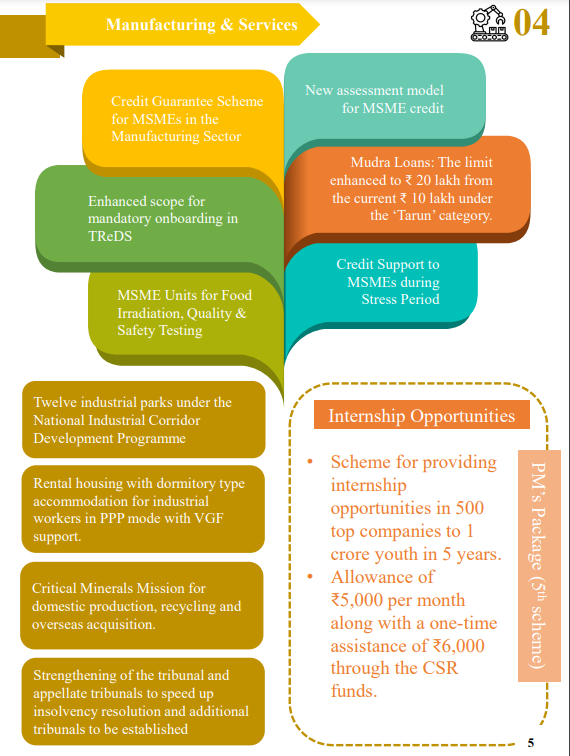 Manufacturing & Services
04
Credit Guarantee Scheme
for MSMEs in the
Manufacturing Sector
New assessment model
for MSME credit
Mudra Loans: The limit
enhanced to ₹ 20 lakh from
the current ₹ 10 lakh under
the ‘Tarun’ category.
Enhanced scope for
mandatory onboarding in
TReDS
Credit Support to
MSMEs during
Stress Period
MSME Units for Food
Irradiation, Quality &
Safety Testing
Twelve industrial parks under the
National Industrial Corridor
Development Programme
Rental housing with dormitory type
accommodation for industrial
workers in PPP mode with VGF
support.
Critical Minerals Mission for
domestic production, recycling and
overseas acquisition.
Strengthening of the tribunal and
appellate tribunals to speed up
insolvency resolution and additional
tribunals to be established
Internship Opportunities
• Scheme for providing
internship
opportunities in 500
top companies to 1
crore youth in 5 years.
• Allowance of
₹5,000 per month
along with a one-time
assistance of ₹6,000
through the CSR
funds.
PM’s Package (5th scheme)
5